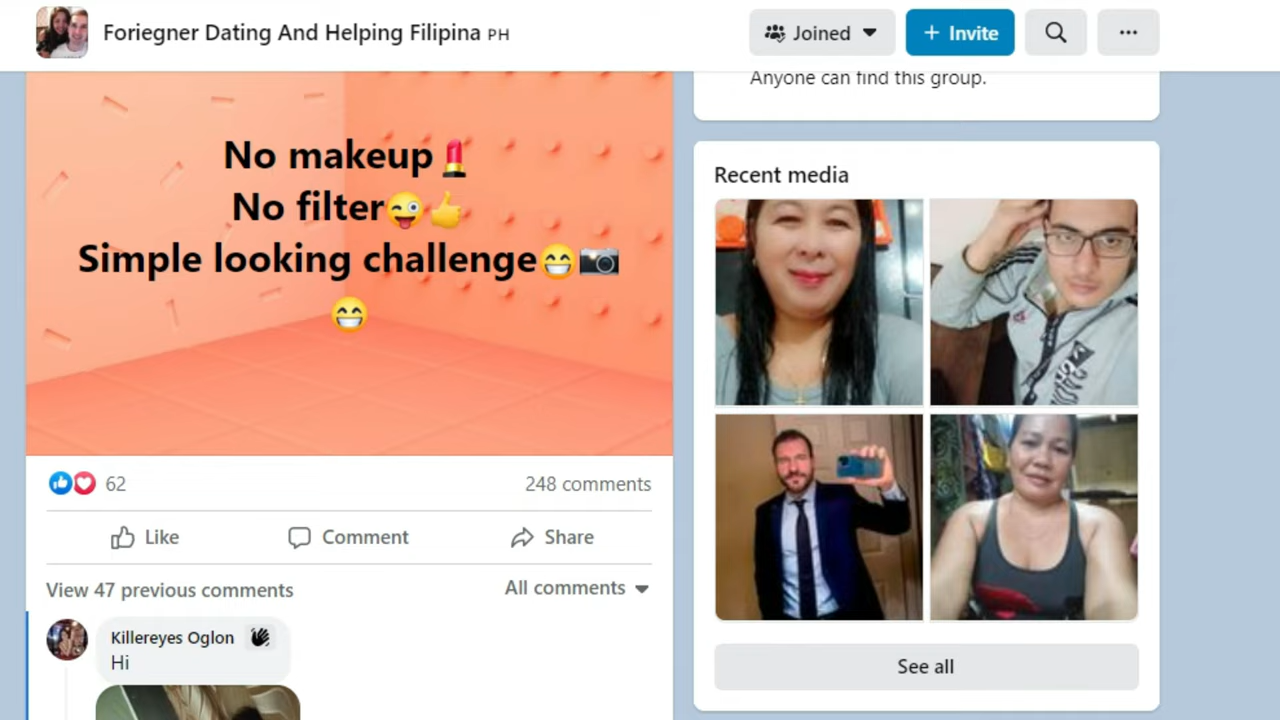 Foriegner Dating And Helping Filipina PH
Joined
+ Invite
Anyone can find this group.
No makeup💄
No filter😜👍
Simple looking challenge😁📷
😁
62
248 comments
Like
Comment
Share
View 47 previous comments
All comments
Killereyes Oglon 👋
Hi
Recent media
See all